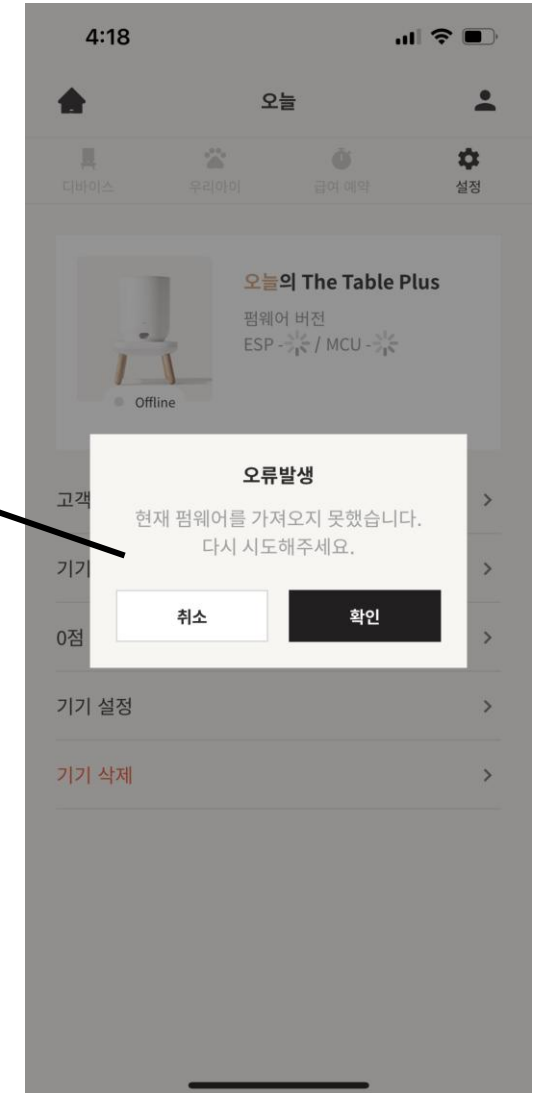 4:18
오늘
디바이스
우리아이
급여 예약
설정
오늘의 The Table Plus
펌웨어 버전
ESP - / MCU -
Offline
오류발생
현재 펌웨어를 가져오지 못했습니다.
다시 시도해주세요.
취소
확인
고객
기기
0점
기기 설정
기기 삭제